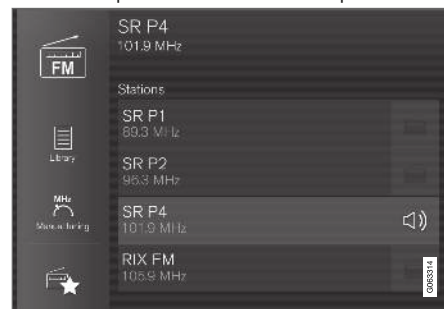 SR P4
101.9 MHz
FM
Stations
SR P1
89.3 MHz
Library
SR P2
96.3 MHz
MHz
Manual tuning
SR P4
101.9 MHz
RIX FM
105.9 MHz
G063314